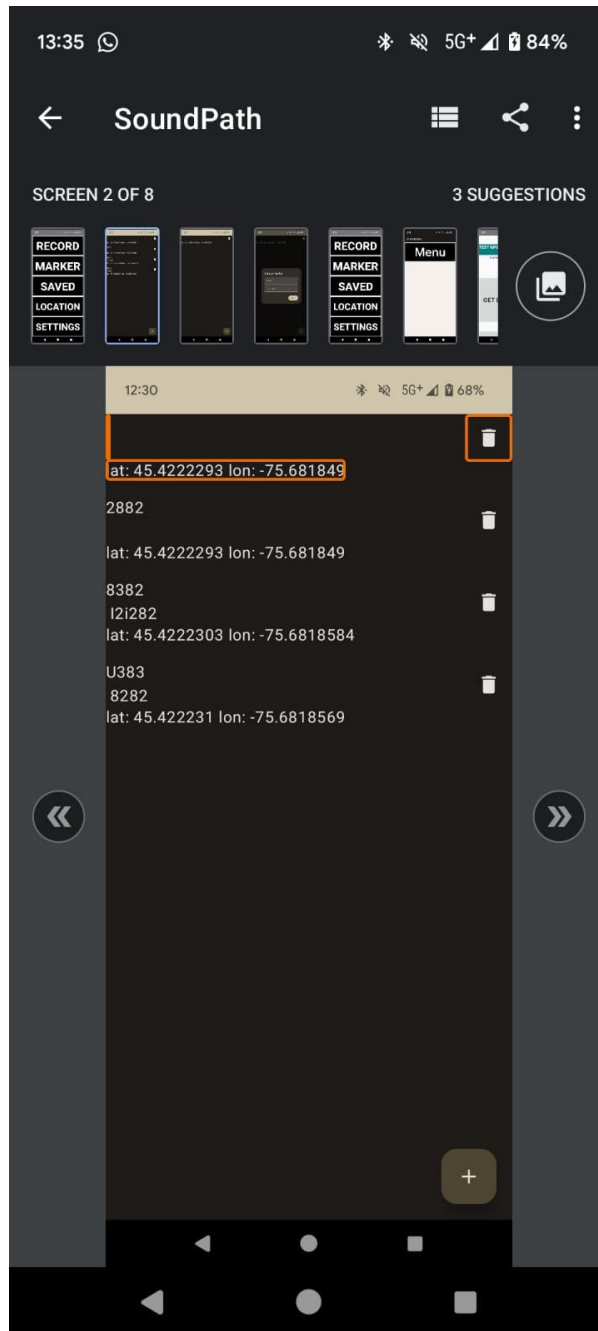 13:35 5G+ 84%
SoundPath
SCREEN 2 OF 8 3 SUGGESTIONS
RECORD
MARKER
SAVED
LOCATION
SETTINGS
RECORD
MARKER
SAVED
LOCATION
SETTINGS
Menu
12:30 5G+ 68%
lat: 45.4222293 lon: -75.681849
2882
lat: 45.4222293 lon: -75.681849
8382
I2i282
lat: 45.4222303 lon: -75.6818584
U383
8282
lat: 45.422231 lon: -75.6818569
+